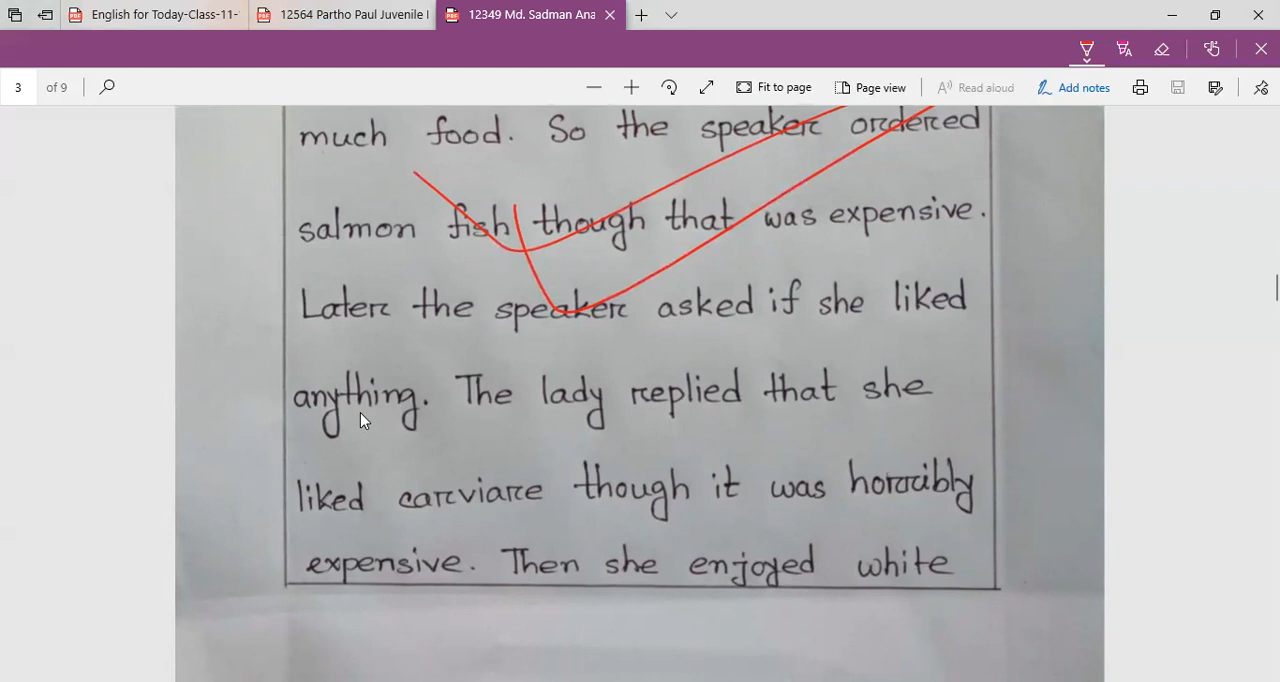 English for Today-Class-11-
12564 Partho Paul Juvenile I
12349 Md. Sadman Ana
3 of 9
Fit to page
Page view
Read aloud
Add notes
much food. So the speaker ordered
salmon fish though that was expensive.
Later the speaker asked if she liked
anything. The lady replied that she
liked carviare though it was horribly
expensive. Then she enjoyed white